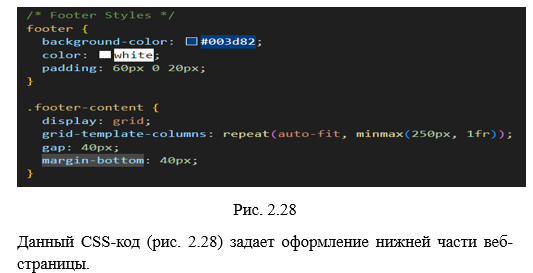 /* Footer Styles */
footer {
background-color: #003d82;
color: white;
padding: 60px 0 20px;
}
.footer-content {
display: grid;
grid-template-columns: repeat(auto-fit, minmax(250px, 1fr));
gap: 40px;
margin-bottom: 40px;
}
Рис. 2.28
Данный CSS-код (рис. 2.28) задает оформление нижней части веб-
страницы.